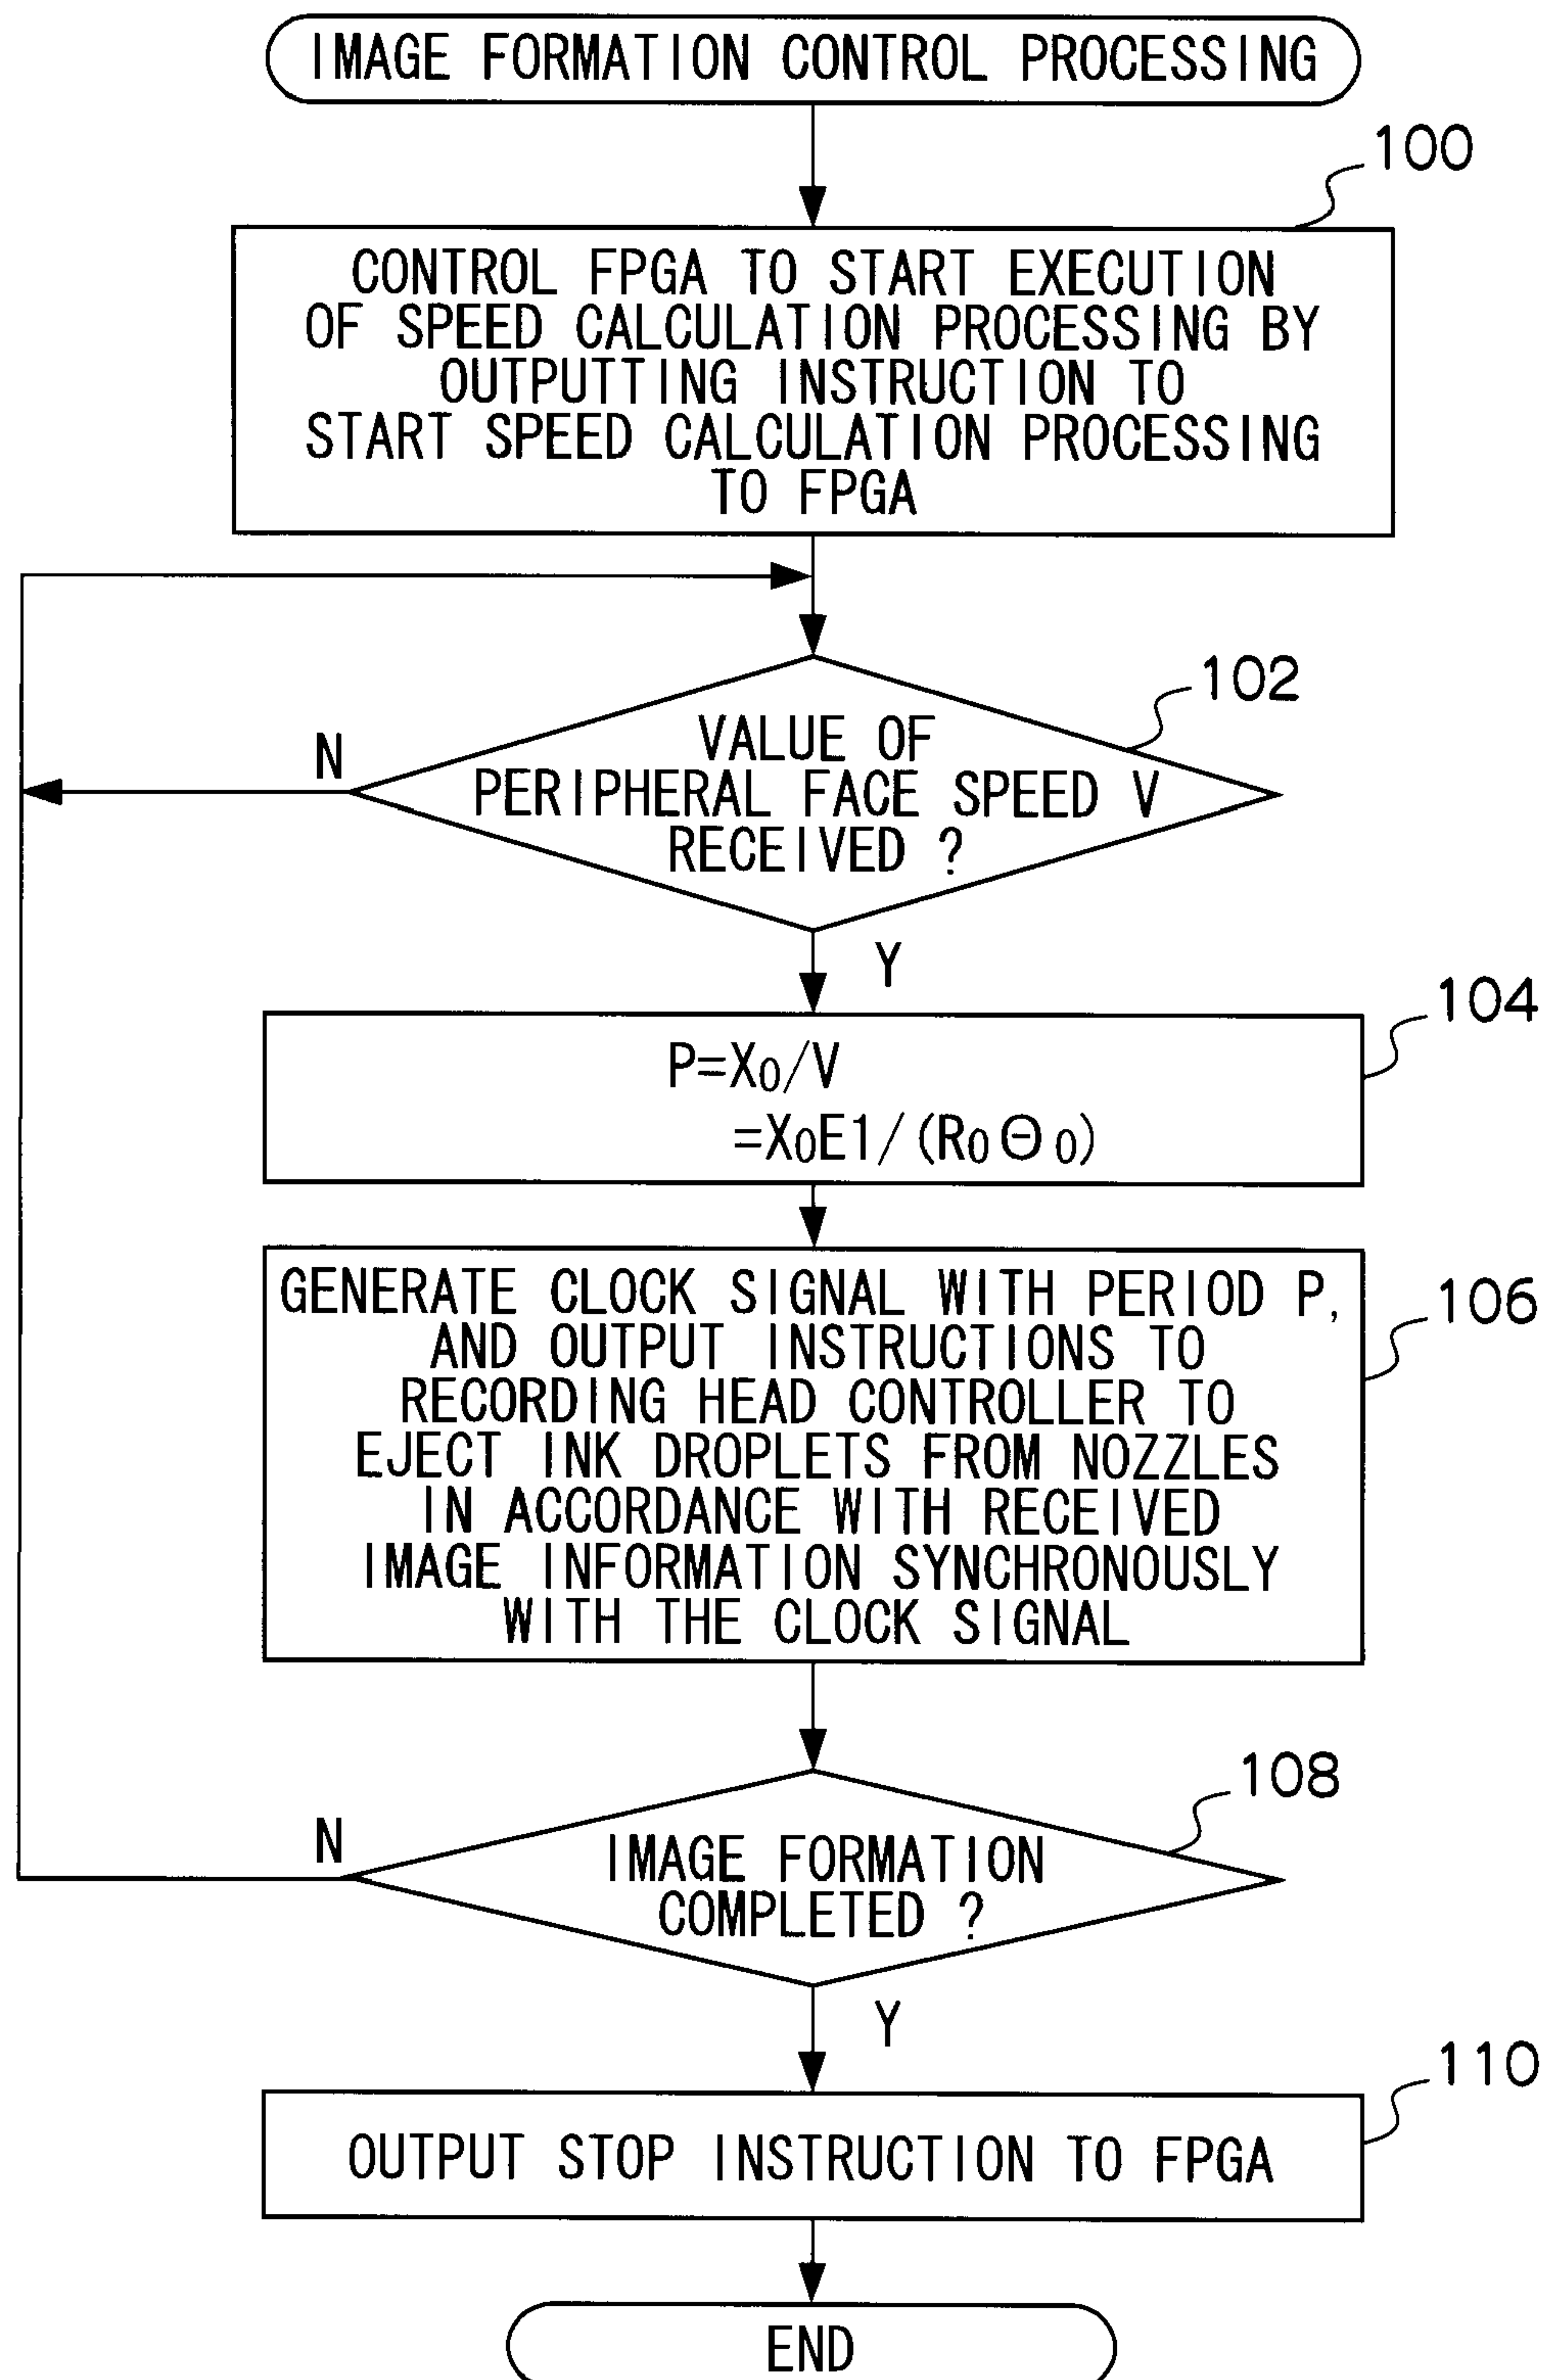 IMAGE FORMATION CONTROL PROCESSING
100
CONTROL FPGA TO START EXECUTION
OF SPEED CALCULATION PROCESSING BY
OUTPUTTING INSTRUCTION TO
START SPEED CALCULATION PROCESSING
TO FPGA
102
VALUE OF
PERIPHERAL FACE SPEED V
RECEIVED ?
N
Y
104
P=X0/V
=X0E1/(R0Θ0)
106
GENERATE CLOCK SIGNAL WITH PERIOD P,
AND OUTPUT INSTRUCTIONS TO
RECORDING HEAD CONTROLLER TO
EJECT INK DROPLETS FROM NOZZLES
IN ACCORDANCE WITH RECEIVED
IMAGE INFORMATION SYNCHRONOUSLY
WITH THE CLOCK SIGNAL
108
N
IMAGE FORMATION
COMPLETED ?
Y
110
OUTPUT STOP INSTRUCTION TO FPGA
END